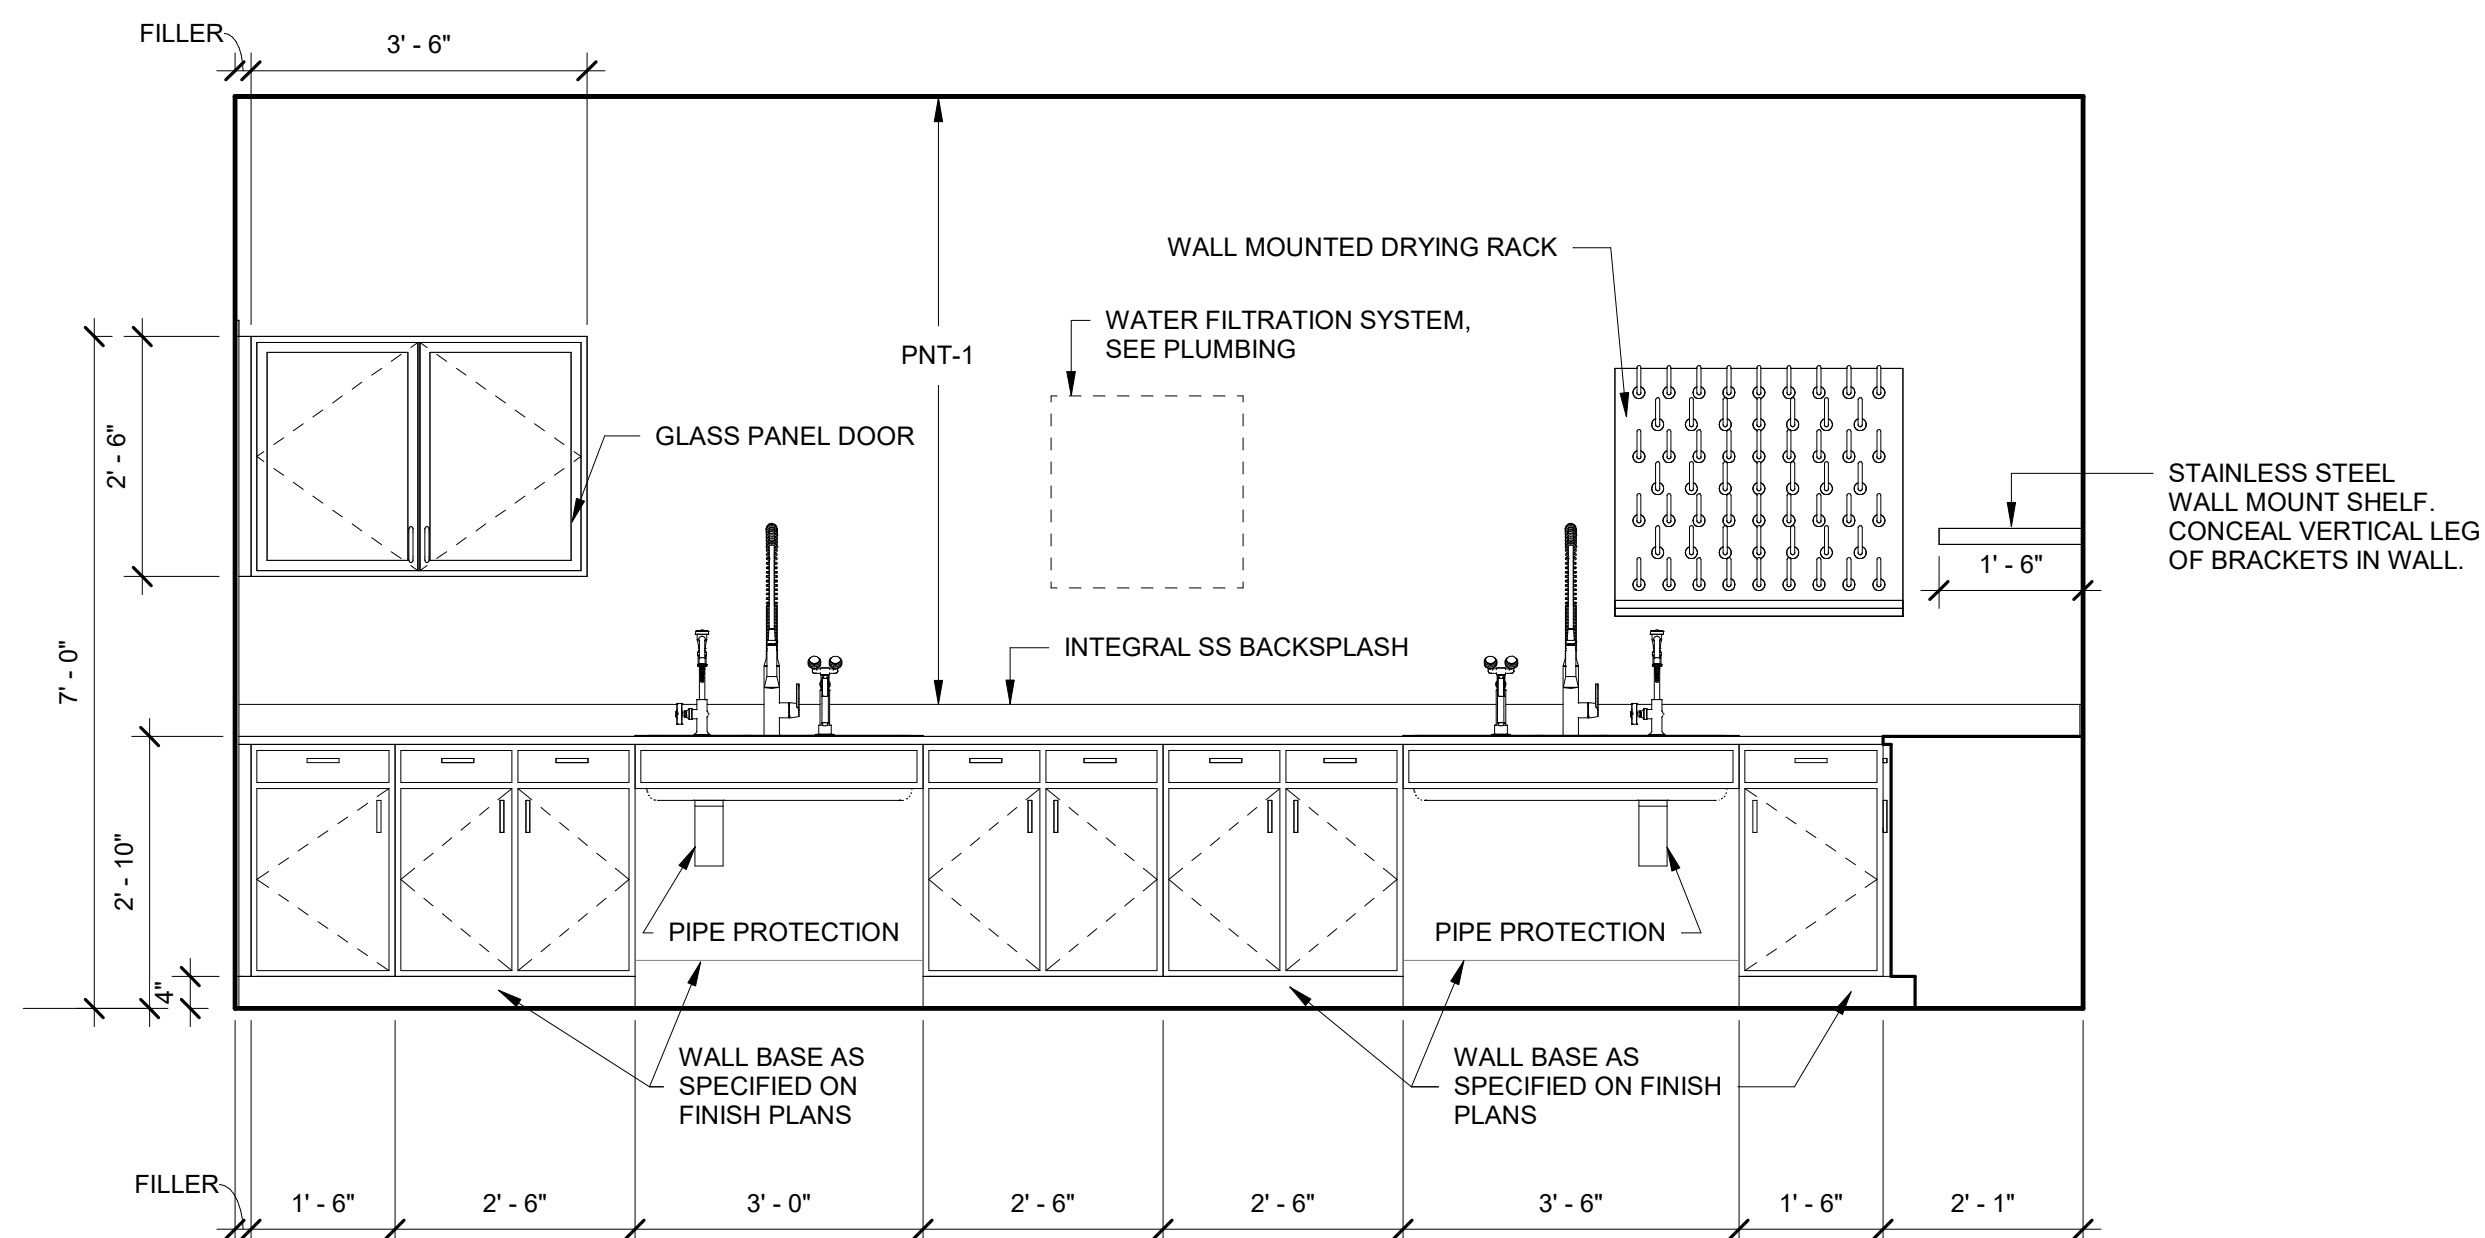 FILLER
3' - 6"
WALL MOUNTED DRYING RACK
WATER FILTRATION SYSTEM,
SEE PLUMBING
PNT-1
GLASS PANEL DOOR
2' - 6"
STAINLESS STEEL
WALL MOUNT SHELF.
CONCEAL VERTICAL LEG
OF BRACKETS IN WALL.
1' - 6"
7' - 0"
INTEGRAL SS BACKSPLASH
2' - 10"
PIPE PROTECTION
PIPE PROTECTION
4"
WALL BASE AS
SPECIFIED ON
FINISH PLANS
WALL BASE AS
SPECIFIED ON FINISH
PLANS
FILLER
1' - 6"
2' - 6"
3' - 0"
2' - 6"
2' - 6"
3' - 6"
1' - 6"
2' - 1"